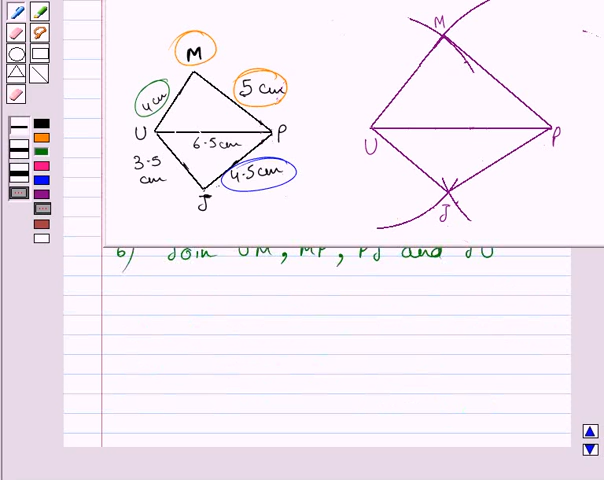 M
4cm
5 cm
U
P
6.5cm
3.5
cm
4.5cm
J
M
U
P
J
6) Join UM, MP, PJ and JU